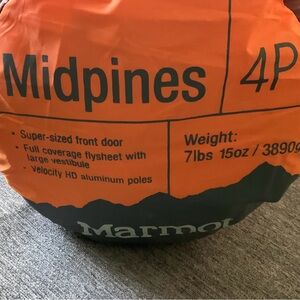 Midpines
4P
• Super-sized front door
• Full coverage flysheet with
large vestibule
• Velocity HD aluminum poles
Weight:
7lbs 15oz / 3890g
Marmot